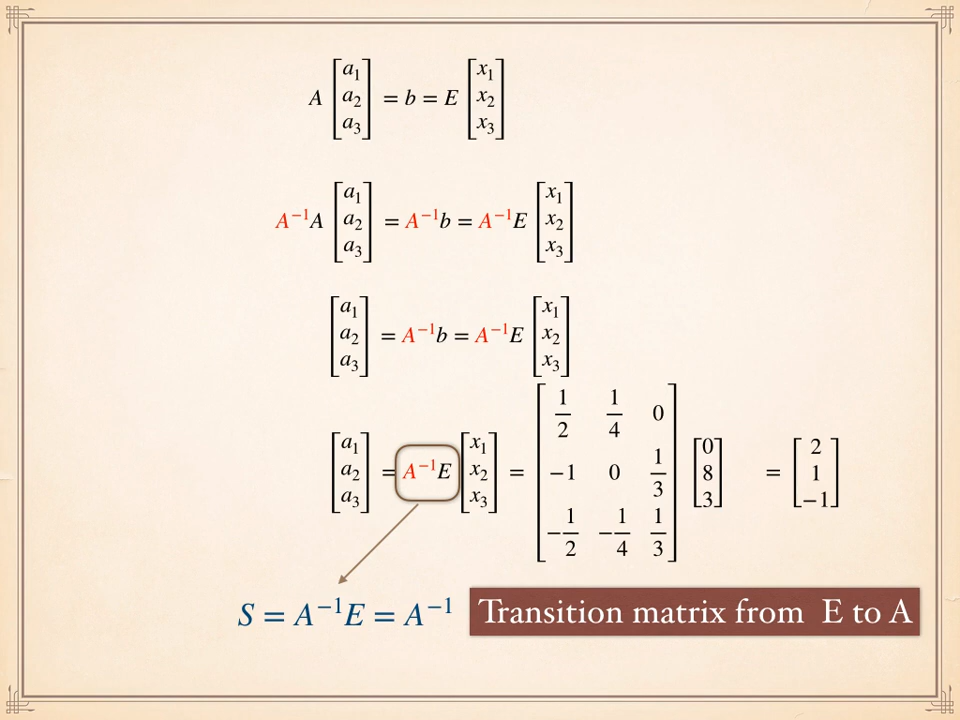 A [a₁ a₂ a₃] = b = E [x₁ x₂ x₃]
A⁻¹A [a₁ a₂ a₃] = A⁻¹b = A⁻¹E [x₁ x₂ x₃]
[a₁ a₂ a₃] = A⁻¹b = A⁻¹E [x₁ x₂ x₃]
[a₁ a₂ a₃] = A⁻¹E [x₁ x₂ x₃] = [1/2 1/4 0; −1 0 1/3; −1/2 −1/4 1/3] [0 8 3] = [2 1 −1]
S = A⁻¹E = A⁻¹ Transition matrix from E to A